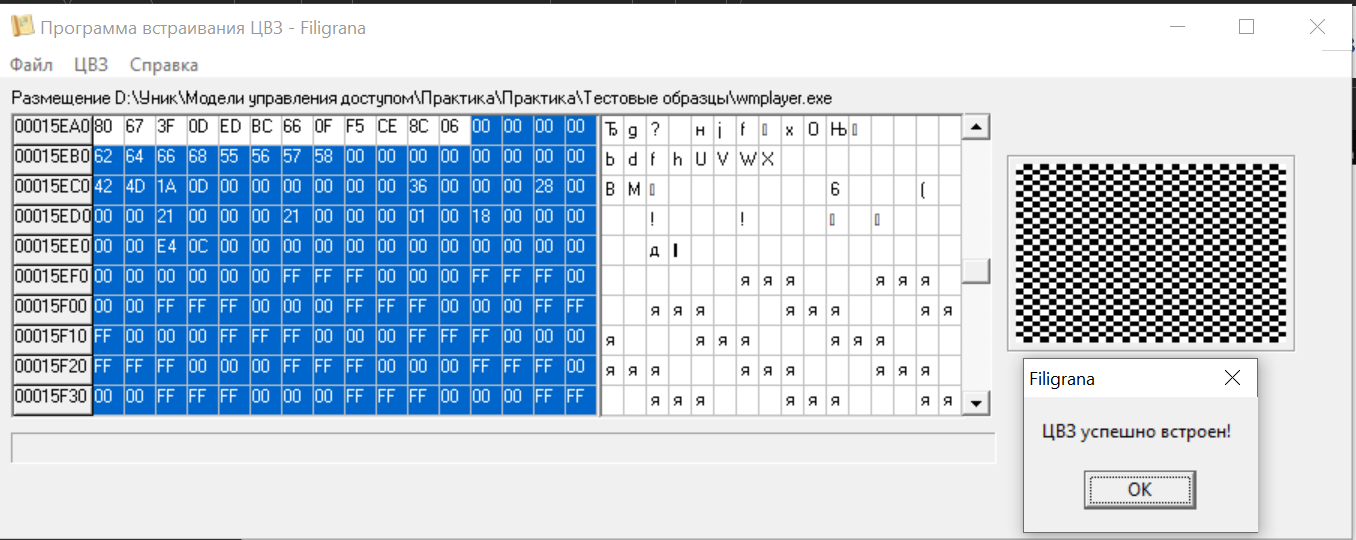 Программа встраивания ЦВЗ - Filigrana
Файл ЦВЗ Справка
Размещение D:\Уник\Модели управления доступом\Практика\Практика\Тестовые образцы\wmplayer.exe
00015EA0 80 67 3F 0D ED BC 66 0F F5 CE 8C 06 00 00 00 00 Ђ g ? н ј f х О Њ
00015EB0 62 64 66 68 55 56 57 58 00 00 00 00 00 00 00 00 b d f h U V W X
00015EC0 42 4D 1A 0D 00 00 00 00 00 00 36 00 00 00 28 00 B M 6 (
00015ED0 00 00 21 00 00 00 21 00 00 00 01 00 18 00 00 00 ! !
00015EE0 00 00 E4 0C 00 00 00 00 00 00 00 00 00 00 00 00 д
00015EF0 00 00 00 00 00 00 FF FF FF 00 00 00 FF FF FF 00 я я я я я я
00015F00 00 00 FF FF FF 00 00 00 FF FF FF 00 00 00 FF FF я я я я я я я я
00015F10 FF 00 00 00 FF FF FF 00 00 00 FF FF FF 00 00 00 я я я я я я я
00015F20 FF FF FF 00 00 00 FF FF FF 00 00 00 FF FF FF 00 я я я я я я я я я
00015F30 00 00 FF FF FF 00 00 00 FF FF FF 00 00 00 FF FF я я я я я я я я
Filigrana
ЦВЗ успешно встроен!
OK